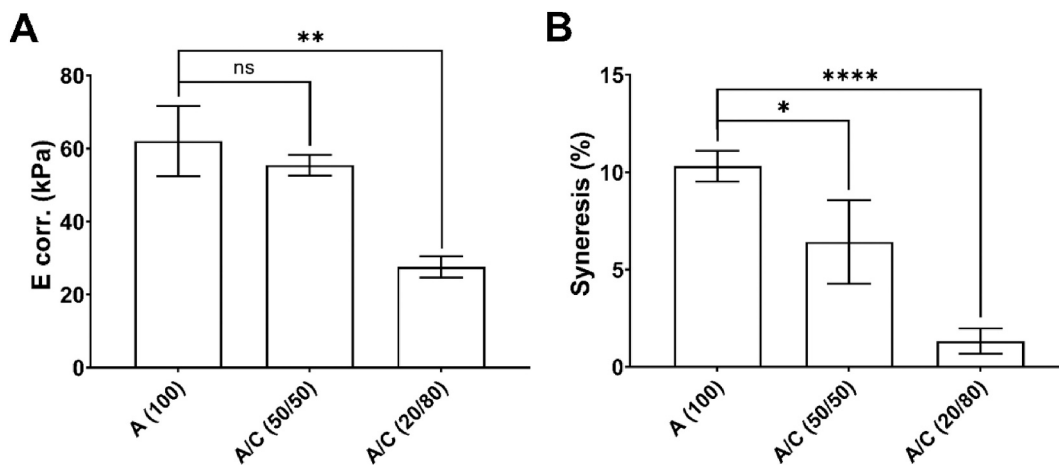 A
**
ns
80
60
40
20
0
E corr. (kPa)
A (100)
A/C (50/50)
A/C (20/80)
B
****
*
15
10
5
0
Syneresis (%)
A (100)
A/C (50/50)
A/C (20/80)